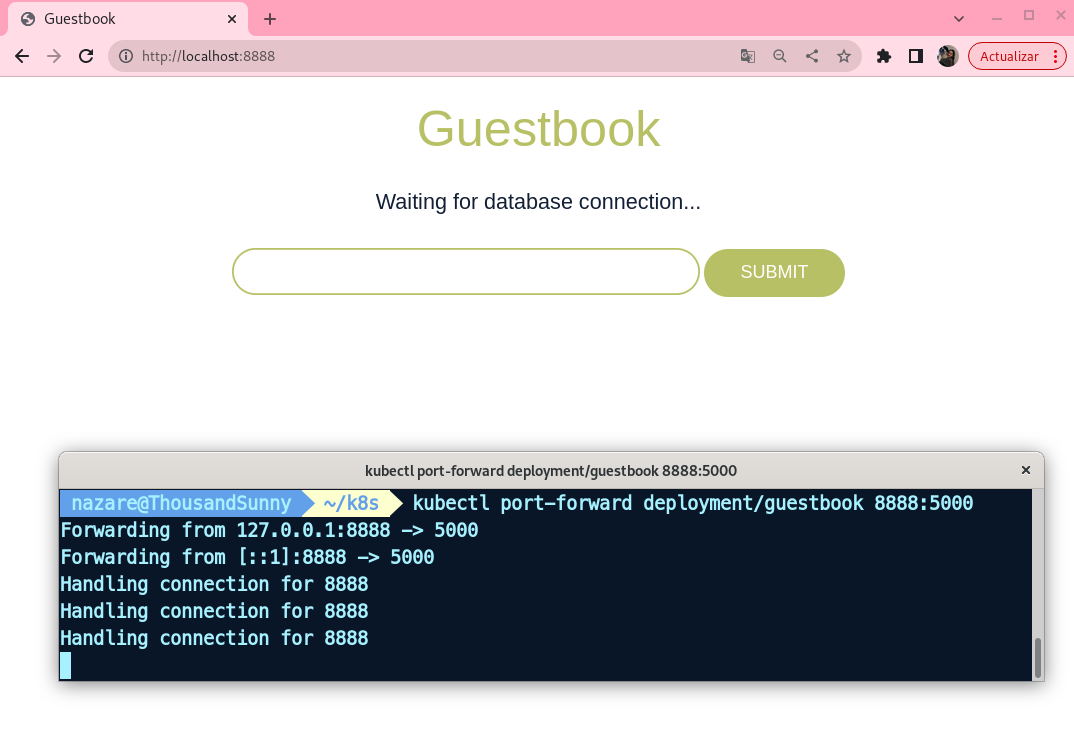 Guestbook
http://localhost:8888
Actualizar
Guestbook
Waiting for database connection...
SUBMIT
kubectl port-forward deployment/guestbook 8888:5000
nazare@ThousandSunny ~/k8s kubectl port-forward deployment/guestbook 8888:5000
Forwarding from 127.0.0.1:8888 -> 5000
Forwarding from [::1]:8888 -> 5000
Handling connection for 8888
Handling connection for 8888
Handling connection for 8888